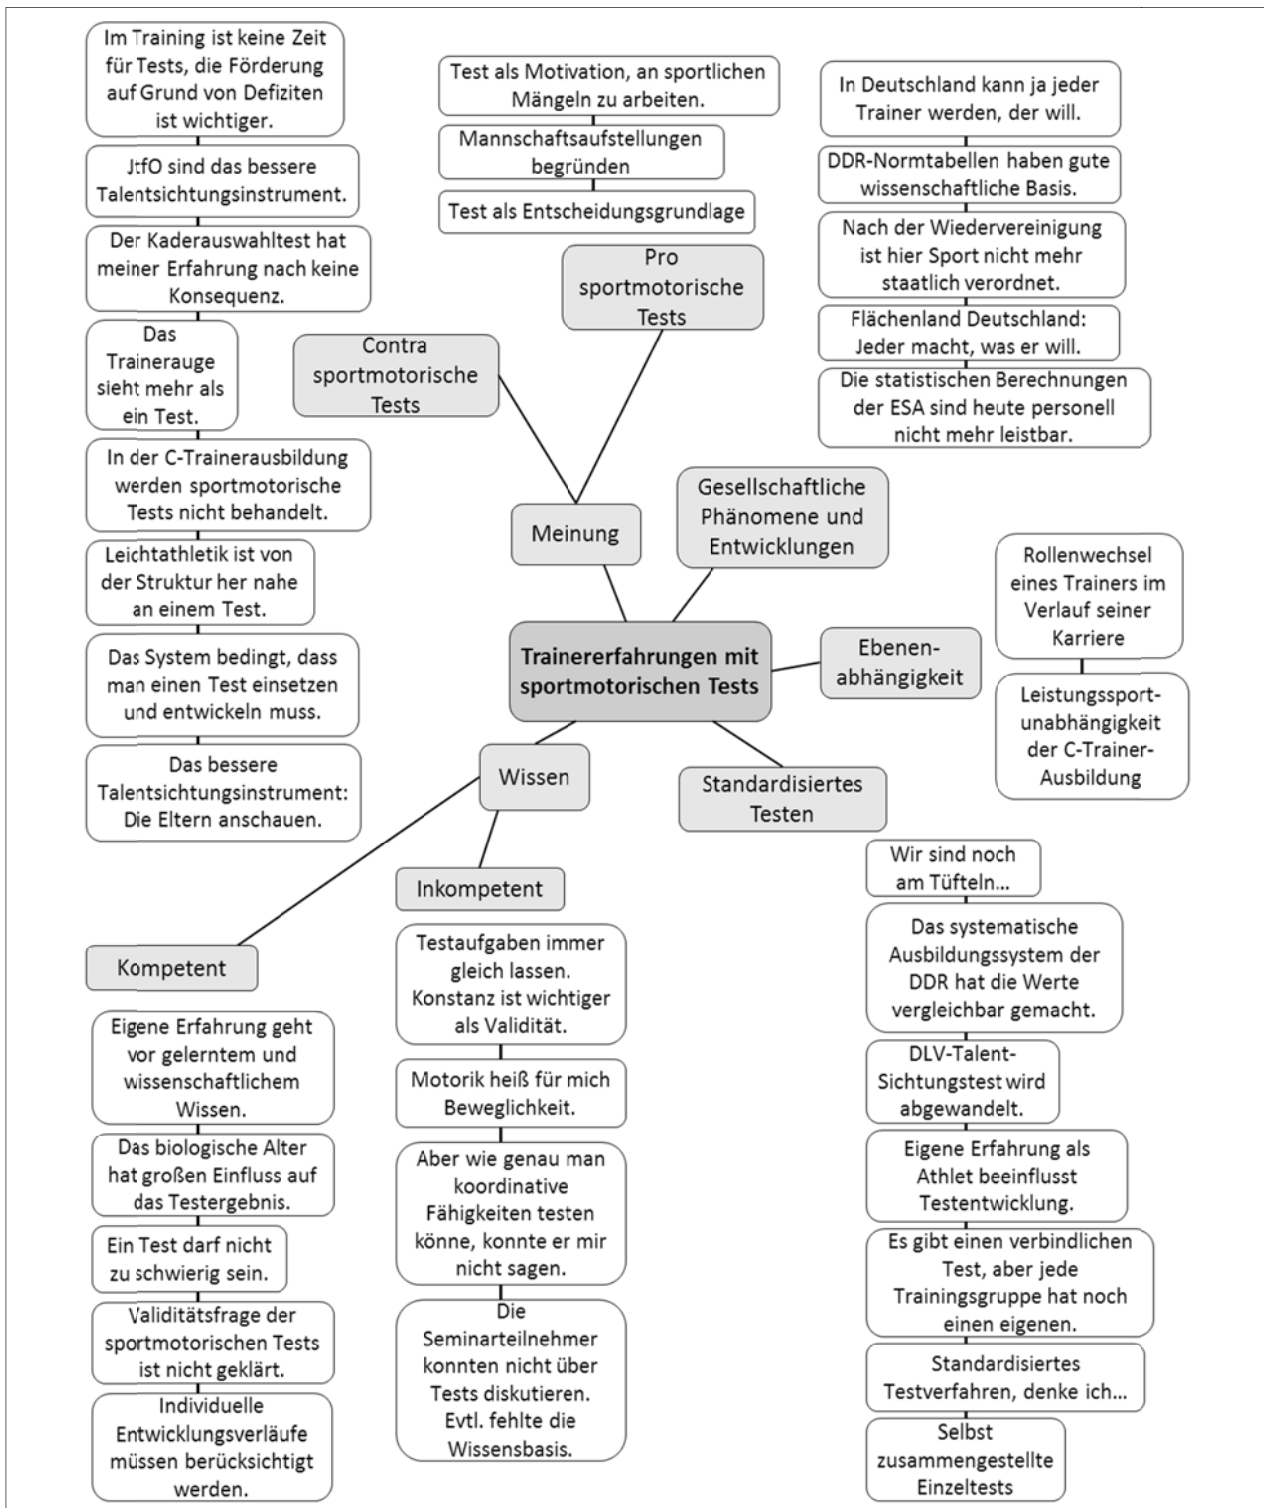 Im Training ist keine Zeit
für Tests, die Förderung
auf Grund von Defiziten
ist wichtiger.
JtfO sind das bessere
Talentsichtungsinstrument.
Der Kaderauswahltest hat
meiner Erfahrung nach keine
Konsequenz.
Das
Trainerauge
sieht mehr als
ein Test.
In der C-Trainerausbildung
werden sportmotorische
Tests nicht behandelt.
Leichtathletik ist von
der Struktur her nahe
an einem Test.
Das System bedingt, dass
man einen Test einsetzen
und entwickeln muss.
Das bessere
Talentsichtungsinstrument:
Die Eltern anschauen.
Test als Motivation, an sportlichen
Mängeln zu arbeiten.
Mannschaftsaufstellungen
begründen
Test als Entscheidungsgrundlage
Pro
sportmotorische
Tests
Contra
sportmotorische
Tests
Meinung
In Deutschland kann ja jeder
Trainer werden, der will.
DDR-Normtabellen haben gute
wissenschaftliche Basis.
Nach der Wiedervereinigung
ist hier Sport nicht mehr
staatlich verordnet.
Flächenland Deutschland:
Jeder macht, was er will.
Die statistischen Berechnungen
der ESA sind heute personell
nicht mehr leistbar.
Gesellschaftliche
Phänomene und
Entwicklungen
Trainererfahrungen mit
sportmotorischen Tests
Ebenen-
abhängigkeit
Rollenwechsel
eines Trainers im
Verlauf seiner
Karriere
Leistungssport-
unabhängigkeit
der C-Trainer-
Ausbildung
Wissen
Standardisiertes
Testen
Inkompetent
Kompetent
Eigene Erfahrung geht
vor gelerntem und
wissenschaftlichem
Wissen.
Das biologische Alter
hat großen Einfluss auf
das Testergebnis.
Ein Test darf nicht
zu schwierig sein.
Validitätsfrage der
sportmotorischen Tests
ist nicht geklärt.
Individuelle
Entwicklungsverläufe
müssen berücksichtigt
werden.
Testaufgaben immer
gleich lassen.
Konstanz ist wichtiger
als Validität.
Motorik heiß für mich
Beweglichkeit.
Aber wie genau man
koordinative
Fähigkeiten testen
könne, konnte er mir
nicht sagen.
Die
Seminarteilnehmer
konnten nicht über
Tests diskutieren.
Evtl. fehlte die
Wissensbasis.
Wir sind noch
am Tüfteln...
Das systematische
Ausbildungssystem der
DDR hat die Werte
vergleichbar gemacht.
DLV-Talent-
Sichtungstest wird
abgewandelt.
Eigene Erfahrung als
Athlet beeinflusst
Testentwicklung.
Es gibt einen verbindlichen
Test, aber jede
Trainingsgruppe hat noch
einen eigenen.
Standardisiertes
Testverfahren, denke ich...
Selbst
zusammengestellte
Einzeltests